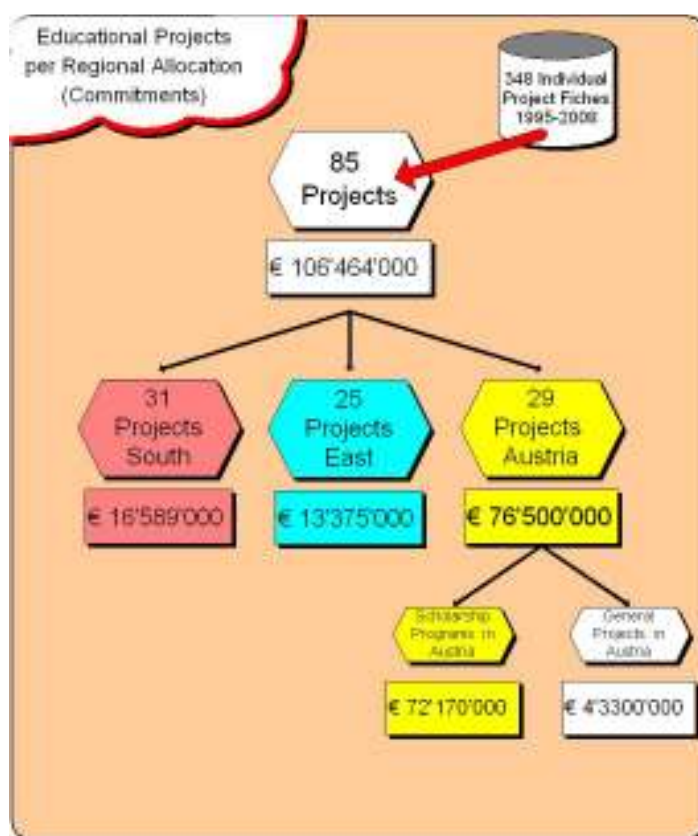 Educational Projects
per Regional Allocation
(Commitments)
348 Individual
Project Fiches
1995-2008
85
Projects
€ 106'464'000
31
Projects
South
25
Projects
East
29
Projects
Austria
€ 16'589'000
€ 13'375'000
€ 76'500'000
Scholarship
Programs in
Austria
General
Projects in
Austria
€ 72'170'000
€ 4'3300'000